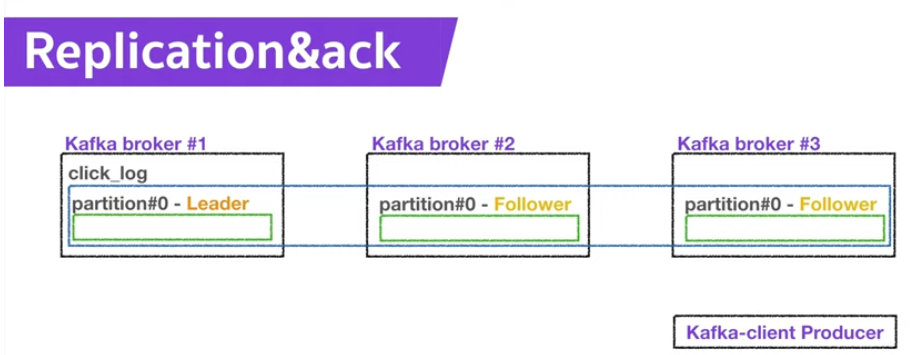 Replication&ack
Kafka broker #1
Kafka broker #2
Kafka broker #3
click_log
partition#0 - Leader
partition#0 - Follower
partition#0 - Follower
Kafka-client Producer